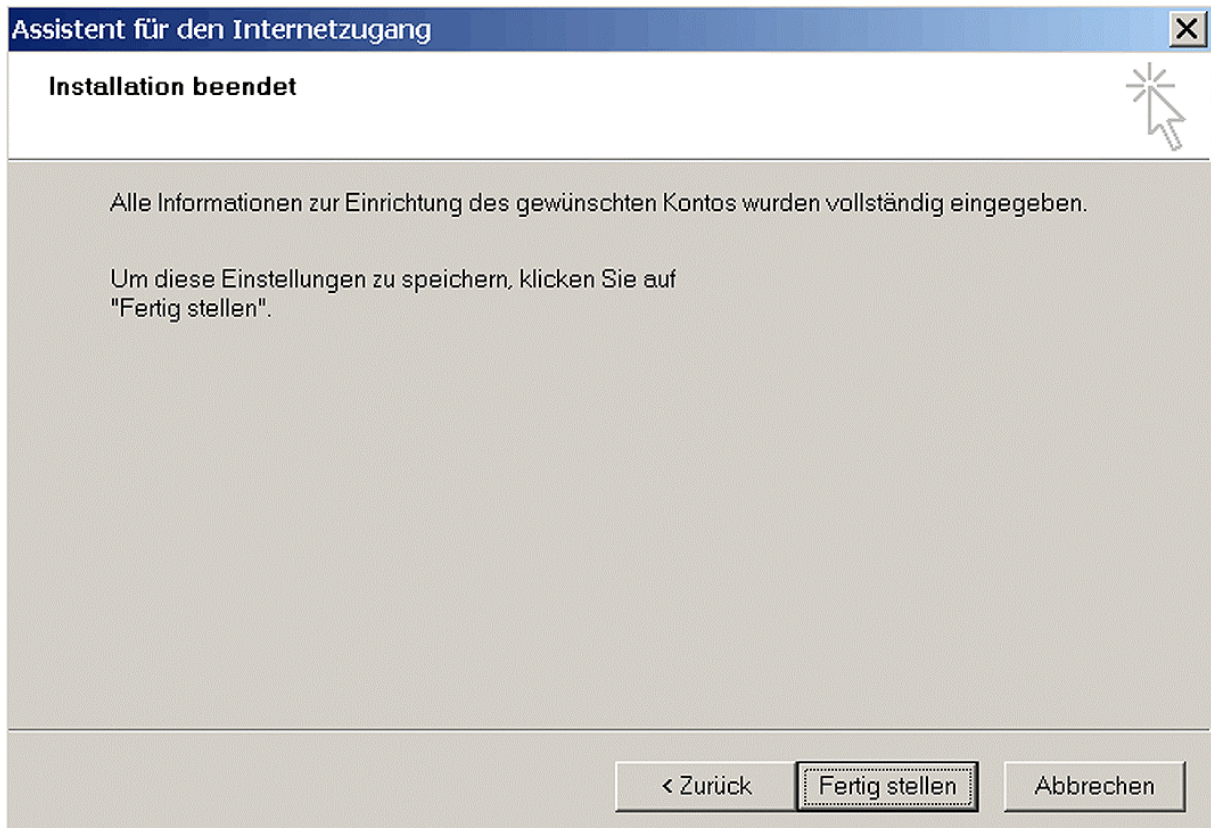 Assistent für den Internetzugang
Installation beendet
Alle Informationen zur Einrichtung des gewünschten Kontos wurden vollständig eingegeben.
Um diese Einstellungen zu speichern, klicken Sie auf
"Fertig stellen".
< Zurück Fertig stellen Abbrechen